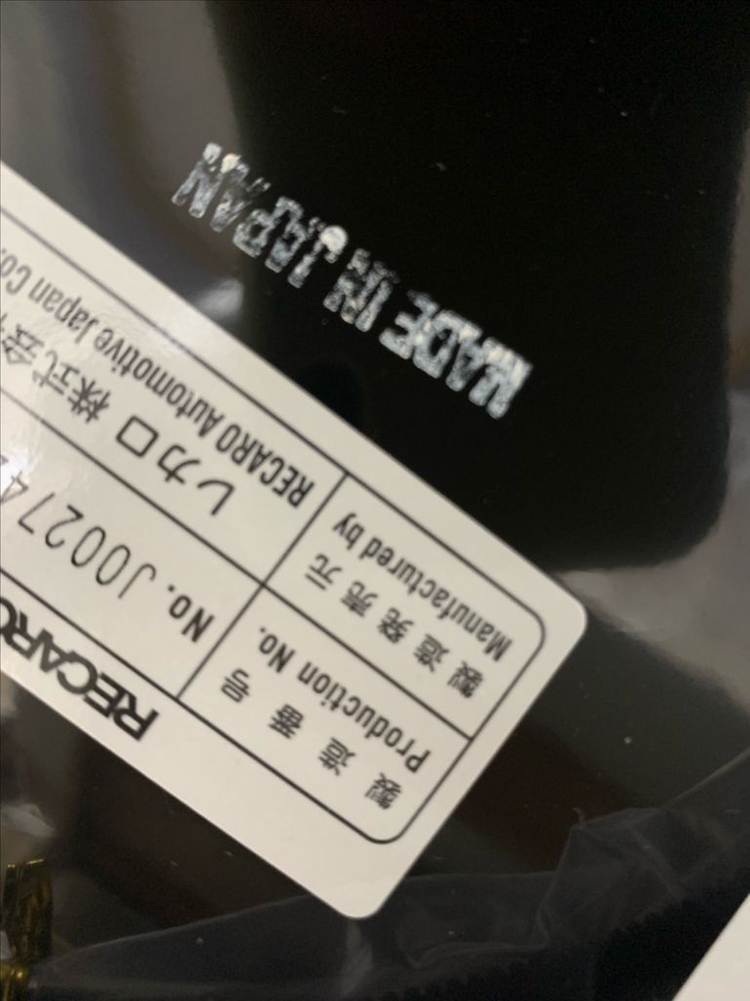 RECARO
製造番号
Production No.
No. J00274
製造発売元
Manufactured by
レカロ株式会
RECARO Automotive Japan Co.
MADE IN JAPAN